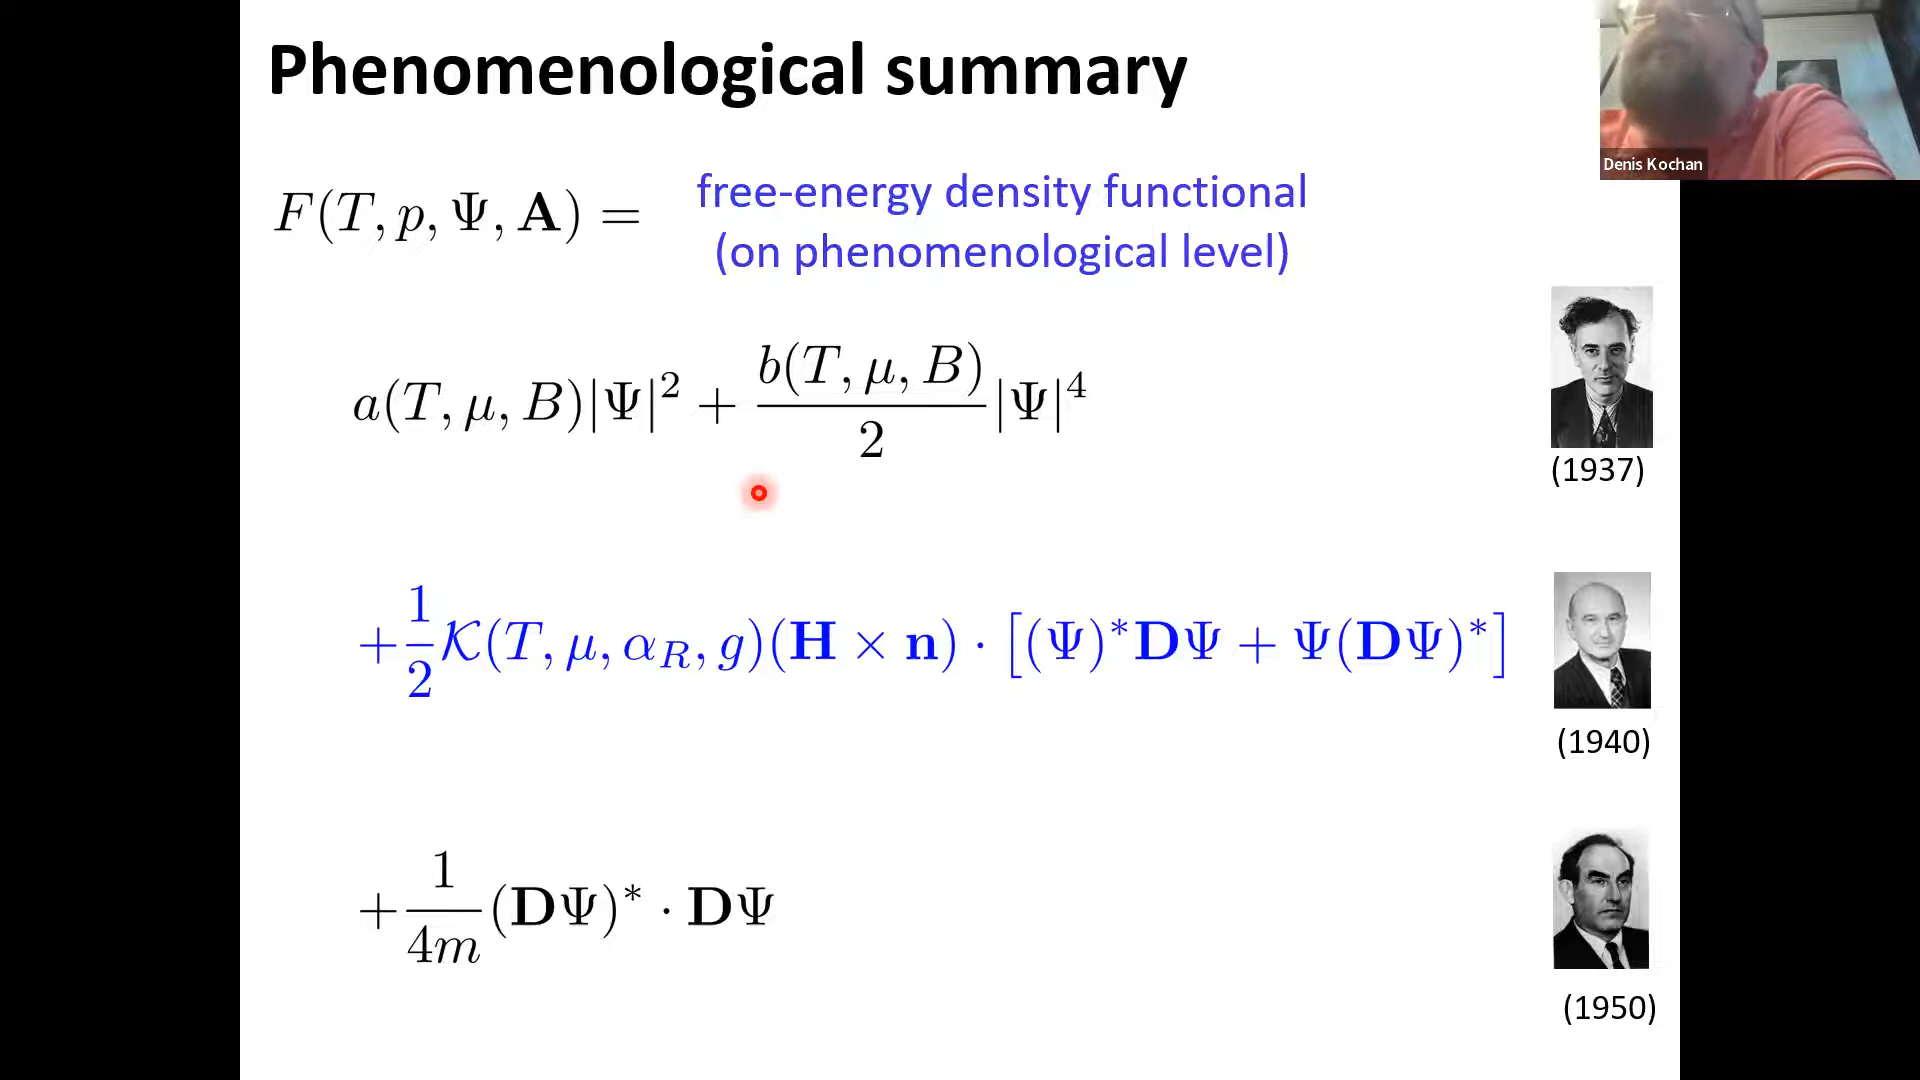 Phenomenological summary
Denis Kochan
F(T, p, Ψ, A) =
free-energy density functional
(on phenomenological level)
a(T, μ, B)|Ψ|² + b(T, μ, B)/2 |Ψ|⁴
(1937)
+ 1/2 𝒦(T, μ, α_R, g)(H × n) · [(Ψ)*DΨ + Ψ(DΨ)*]
(1940)
+ 1/4m (DΨ)* · DΨ
(1950)